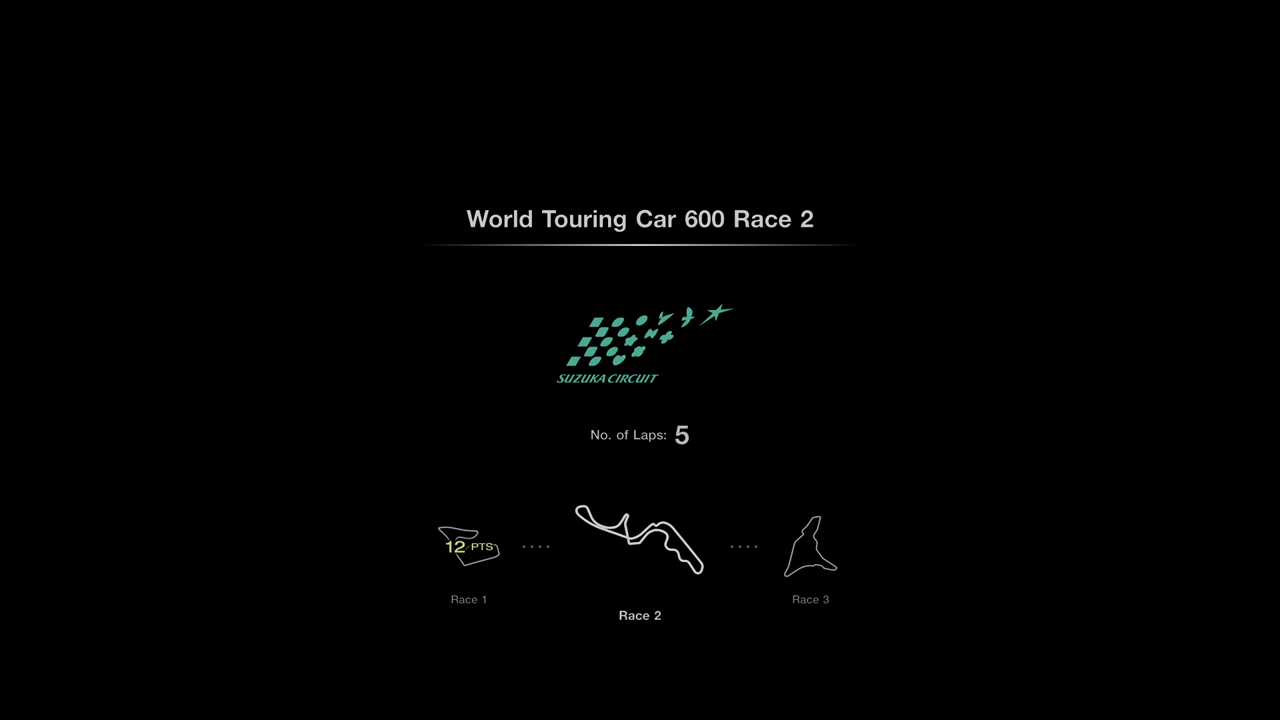 World Touring Car 600 Race 2
SUZUKA CIRCUIT
No. of Laps: 5
12 PTS
Race 1
Race 2
Race 3